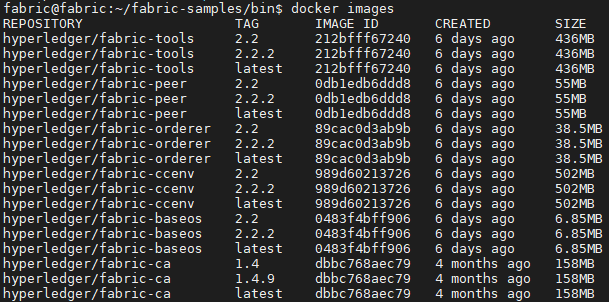 fabric@fabric:~/fabric-samples/bin$ docker images
REPOSITORY TAG IMAGE ID CREATED SIZE
hyperledger/fabric-tools 2.2 212bfff67240 6 days ago 436MB
hyperledger/fabric-tools 2.2.2 212bfff67240 6 days ago 436MB
hyperledger/fabric-tools latest 212bfff67240 6 days ago 436MB
hyperledger/fabric-peer 2.2 0db1edb6ddd8 6 days ago 55MB
hyperledger/fabric-peer 2.2.2 0db1edb6ddd8 6 days ago 55MB
hyperledger/fabric-peer latest 0db1edb6ddd8 6 days ago 55MB
hyperledger/fabric-orderer 2.2 89cac0d3ab9b 6 days ago 38.5MB
hyperledger/fabric-orderer 2.2.2 89cac0d3ab9b 6 days ago 38.5MB
hyperledger/fabric-orderer latest 89cac0d3ab9b 6 days ago 38.5MB
hyperledger/fabric-ccenv 2.2 989d60213726 6 days ago 502MB
hyperledger/fabric-ccenv 2.2.2 989d60213726 6 days ago 502MB
hyperledger/fabric-ccenv latest 989d60213726 6 days ago 502MB
hyperledger/fabric-baseos 2.2 0483f4bff906 6 days ago 6.85MB
hyperledger/fabric-baseos 2.2.2 0483f4bff906 6 days ago 6.85MB
hyperledger/fabric-baseos latest 0483f4bff906 6 days ago 6.85MB
hyperledger/fabric-ca 1.4 dbbc768aec79 4 months ago 158MB
hyperledger/fabric-ca 1.4.9 dbbc768aec79 4 months ago 158MB
hyperledger/fabric-ca latest dbbc768aec79 4 months ago 158MB